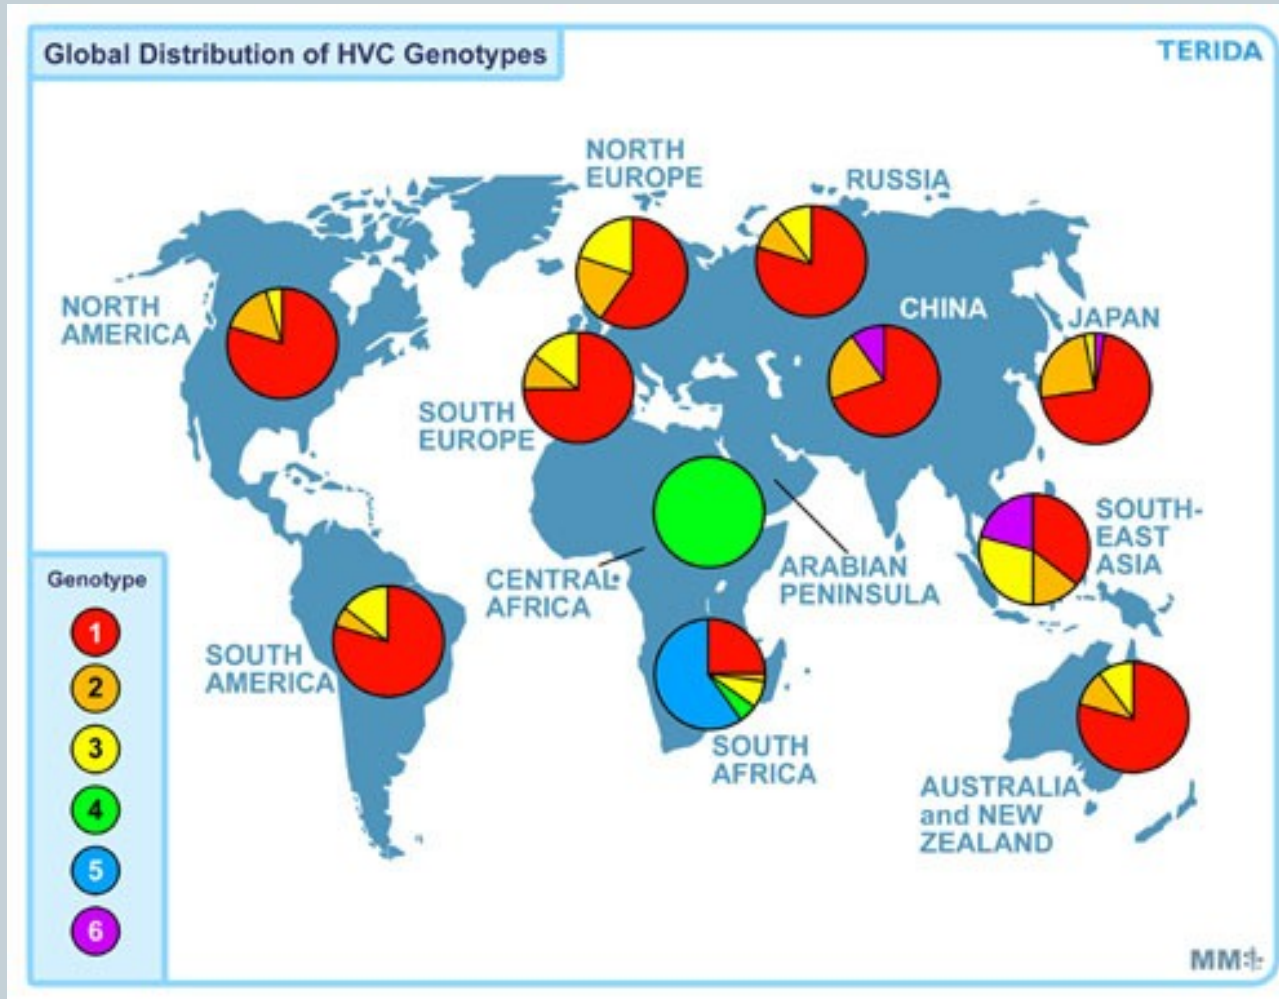 Global Distribution of HVC Genotypes
TERIDA
NORTH
EUROPE
RUSSIA
NORTH
AMERICA
CHINA
JAPAN
SOUTH
EUROPE
SOUTH-
EAST
ASIA
CENTRAL
AFRICA
ARABIAN
PENINSULA
SOUTH
AMERICA
SOUTH
AFRICA
AUSTRALIA
and NEW
ZEALAND
Genotype
1
2
3
4
5
6
MM